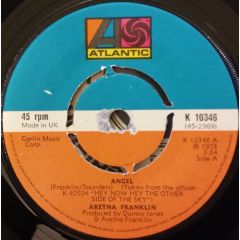 ATLANTIC
45 rpm
Made in UK
K 10346
(45-2969)
Carlin Music
Corp.
K 10346 A
℗ 1973
3.34
Side A
ANGEL
(Franklin/Saunders) (Taken from the album
K 40504 "HEY NOW HEY THE OTHER
SIDE OF THE SKY")
ARETHA FRANKLIN
Produced by Quincy Jones
& Aretha Franklin